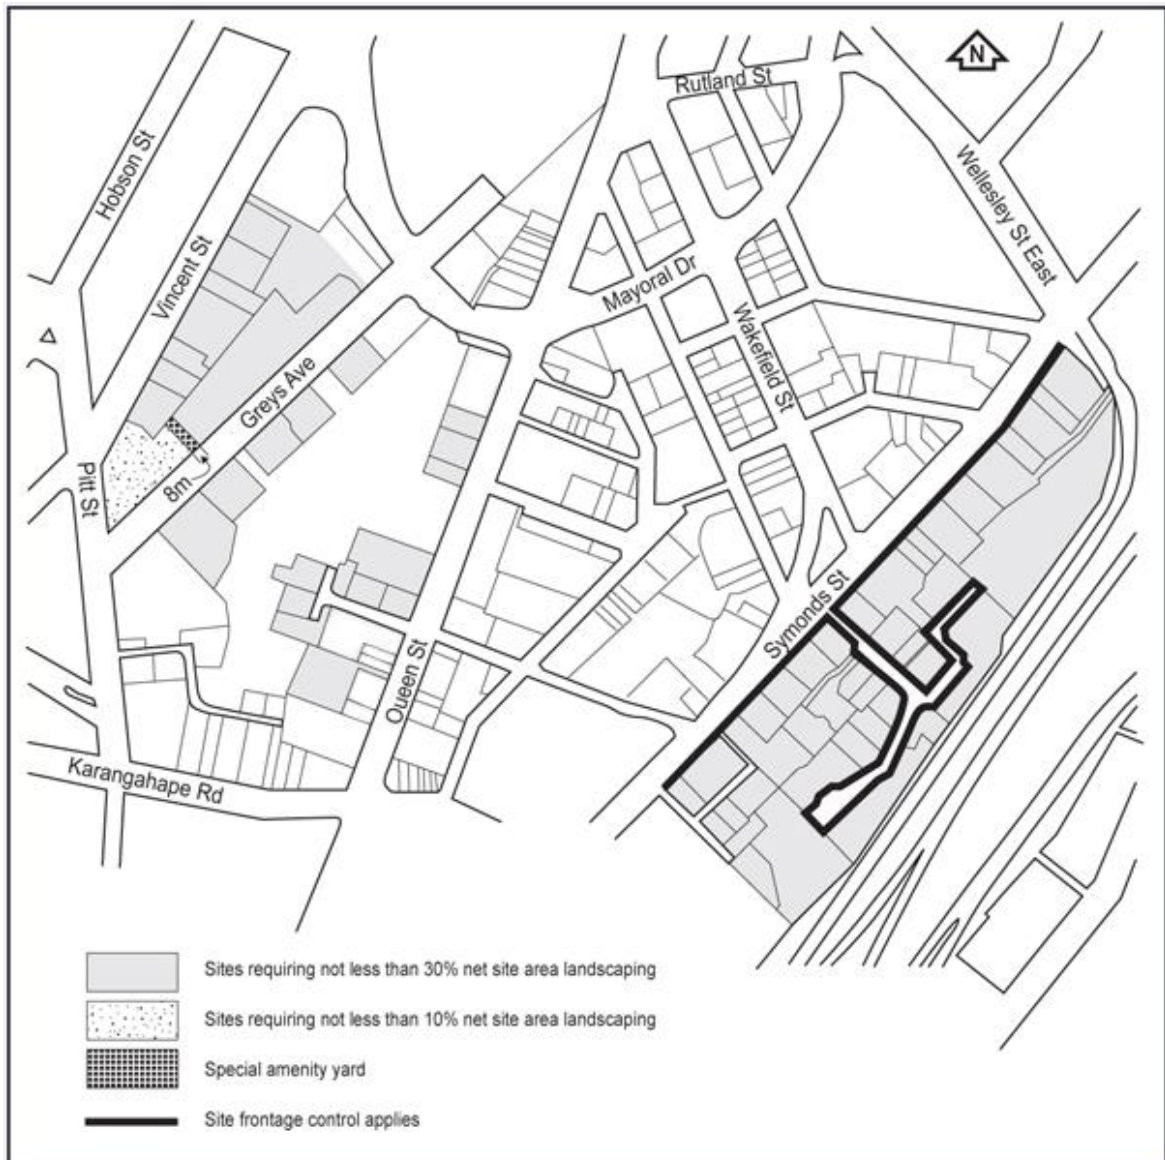 N
Rutland St
Hobson St
Wellesley St East
Vincent St
Mayoral Dr
Wakefield St
Greys Ave
Pitt St
8m
Symonds St
Queen St
Karangahape Rd
Sites requiring not less than 30% net site area landscaping
Sites requiring not less than 10% net site area landscaping
Special amenity yard
Site frontage control applies